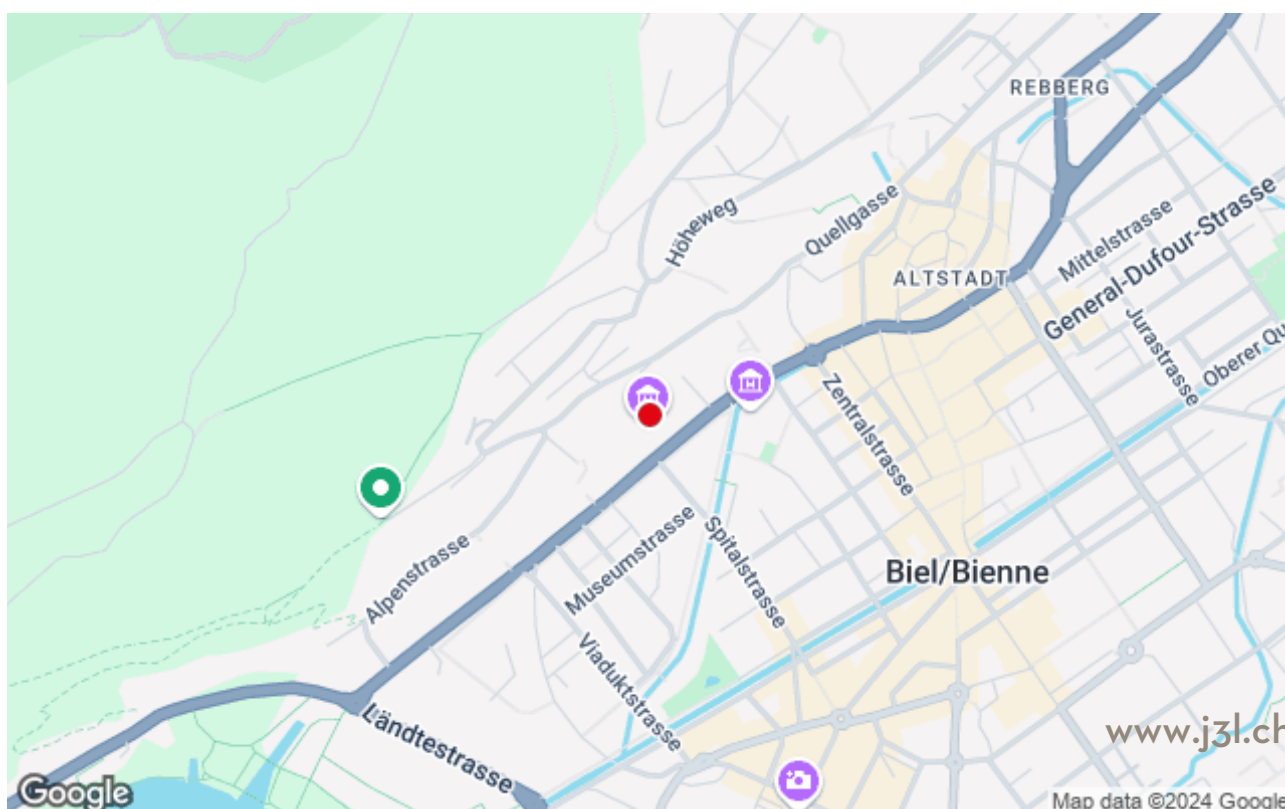 REBBERG
Höheweg
Quellgasse
Mittelstrasse
General-Dufour-Strasse
ALTSTADT
Jurastrasse
Oberer Qu
Zentralstrasse
Alpenstrasse
Museumstrasse
Spitalstrasse
Biel/Bienne
Viaduktstrasse
Ländtestrasse
www.j3l.ch
Google
Map data ©2024 Google